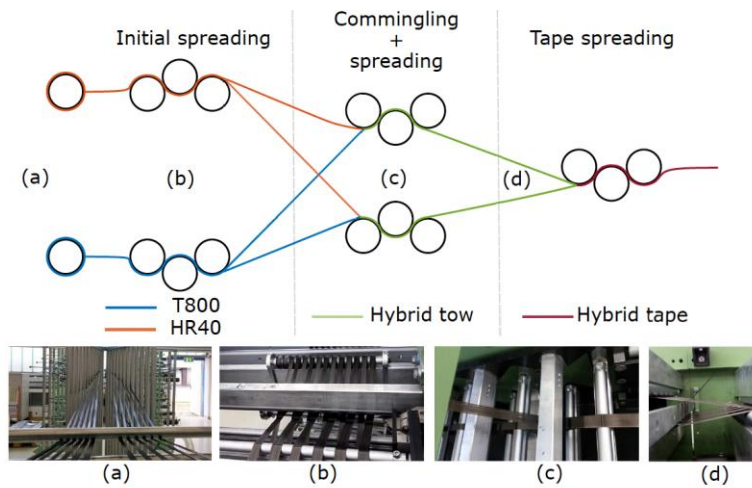 Initial spreading
Commingling
+
spreading
Tape spreading
(a)
(b)
(c)
(d)
T800
HR40
Hybrid tow
Hybrid tape
(a)
(b)
(c)
(d)